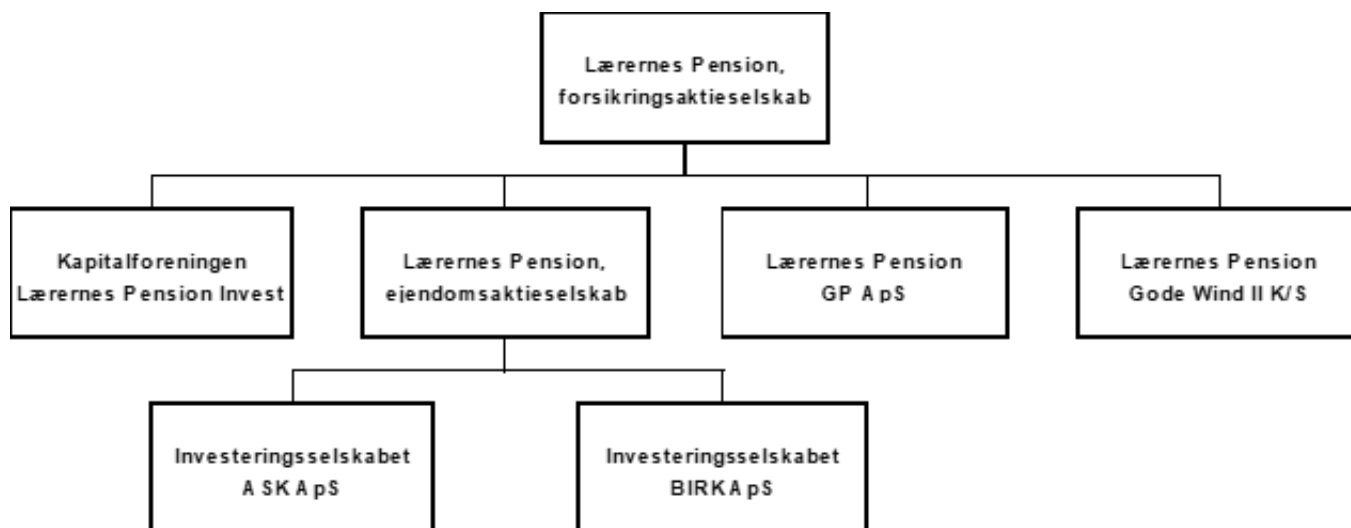 Lærernes Pension,
forsikringsaktieselskab
Kapitalforeningen
Lærernes Pension Invest
Lærernes Pension,
ejendomsaktieselskab
Lærernes Pension
GP ApS
Lærernes Pension
Gode Wind II K/S
Investeringsselskabet
ASK ApS
Investeringsselskabet
BIRK ApS